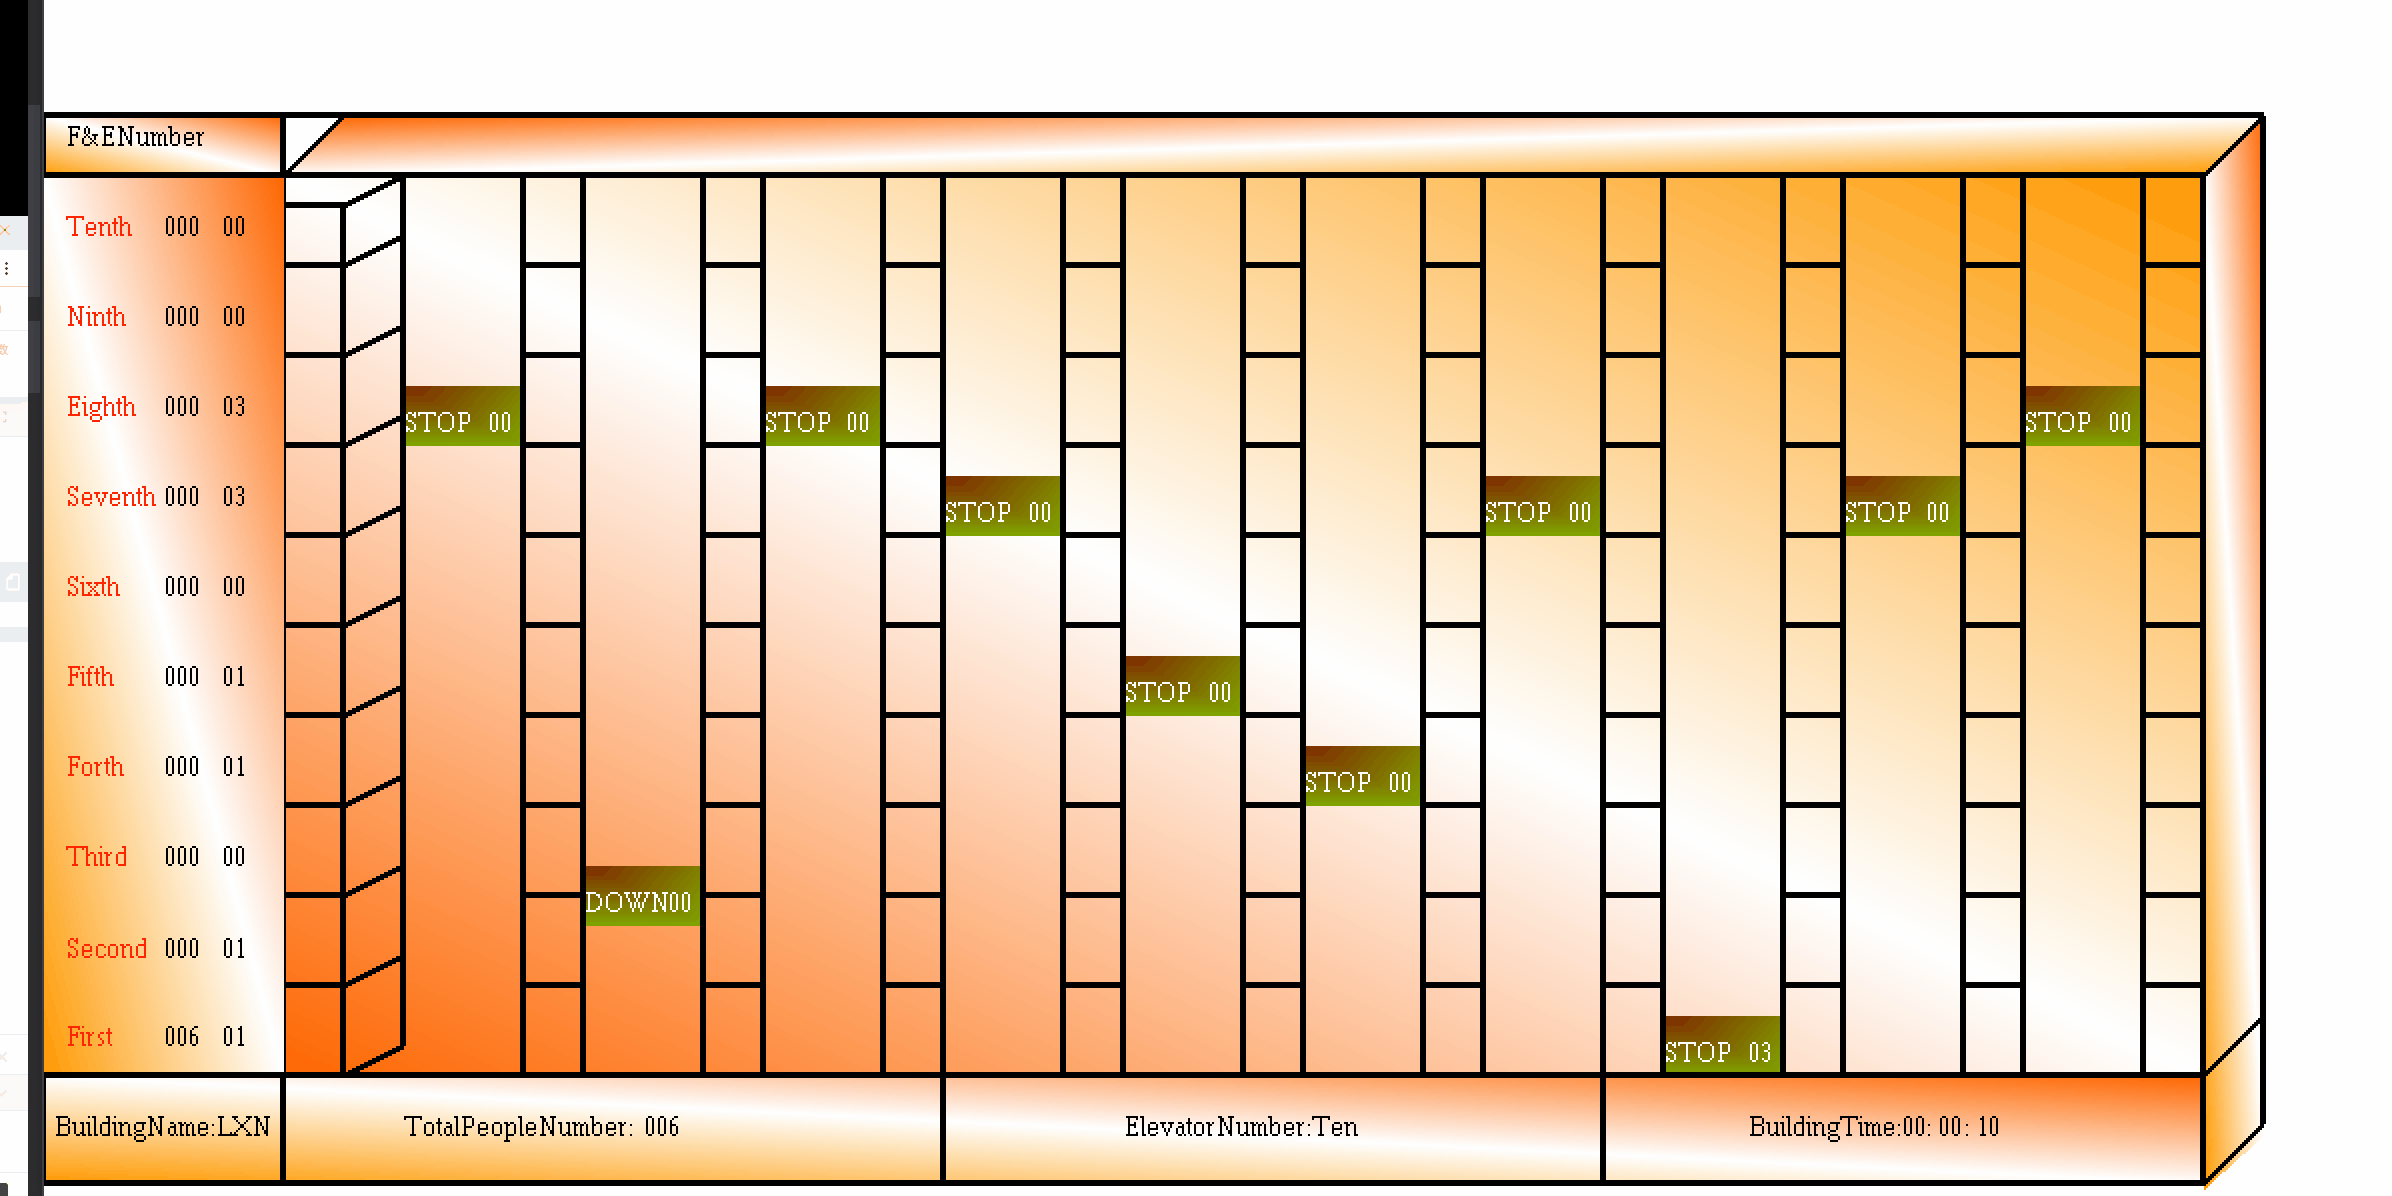 F&ENumber
Tenth 000 00
Ninth 000 00
Eighth 000 03
STOP 00
STOP 00
STOP 00
Seventh 000 03
STOP 00
STOP 00
STOP 00
Sixth 000 00
Fifth 000 01
STOP 00
Forth 000 01
STOP 00
Third 000 00
DOWN00
Second 000 01
First 006 01
STOP 03
BuildingName:LXN
TotalPeopleNumber: 006
ElevatorNumber:Ten
BuildingTime:00: 00: 10